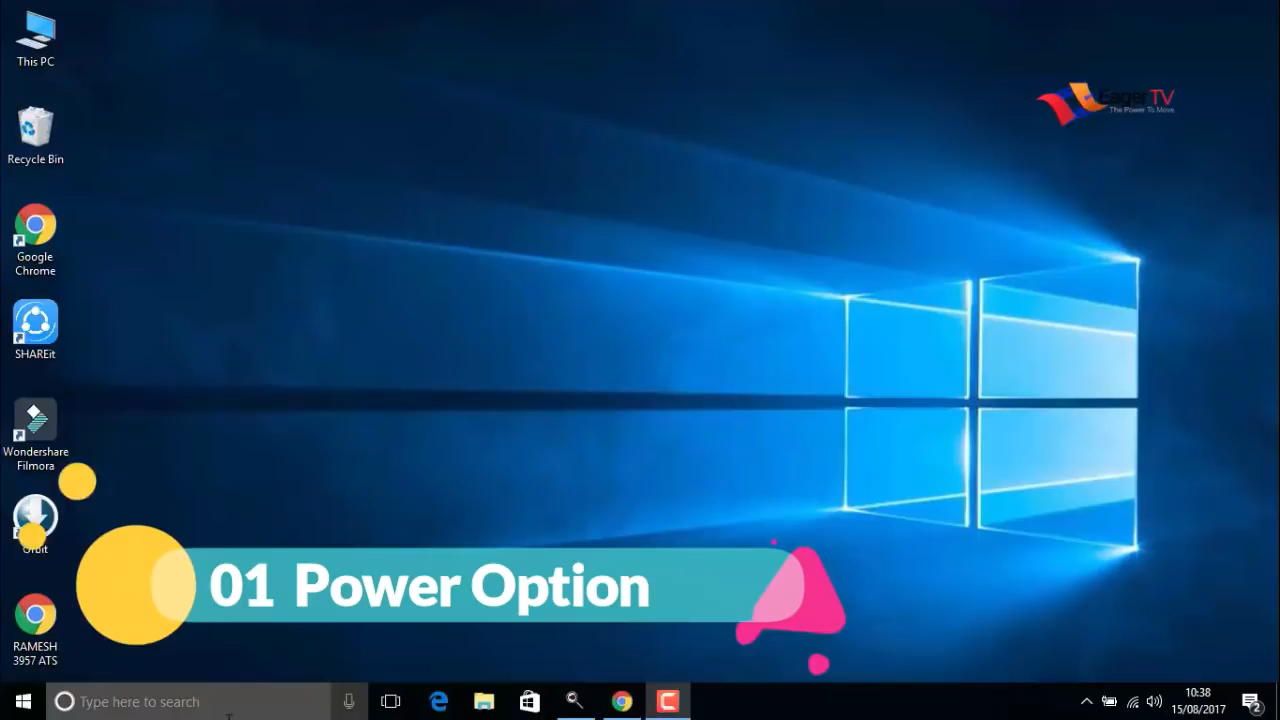 This PC
EagerTV
The Power To Move
Recycle Bin
Google
Chrome
SHAREit
Wondershare
Filmora
Orbit
01 Power Option
RAMESH
3957 ATS
Type here to search
10:38
15/08/2017
2